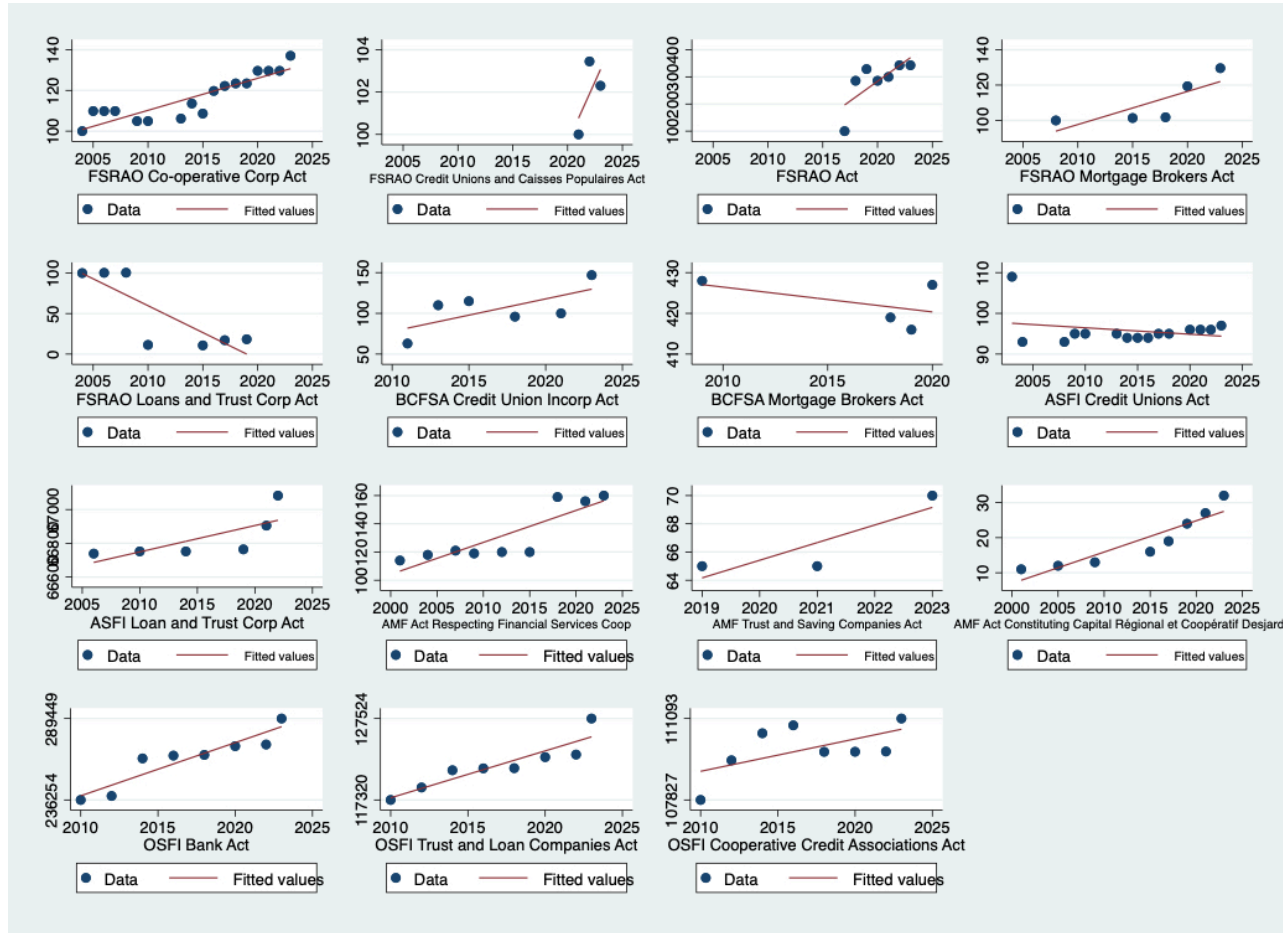 140
120
100
2005 2010 2015 2020 2025
FSRAO Co-operative Corp Act
Data Fitted values
104
102
100
2005 2010 2015 2020 2025
FSRAO Credit Unions and Caisses Populaires Act
Data Fitted values
100200300400
2005 2010 2015 2020 2025
FSRAO Act
Data Fitted values
120
100
2005 2010 2015 2020 2025
FSRAO Mortgage Brokers Act
Data Fitted values
100
50
0
2005 2010 2015 2020 2025
FSRAO Loans and Trust Corp Act
Data Fitted values
150
100
50
2010 2015 2020 2025
BCFSA Credit Union Incorp Act
Data Fitted values
430
420
410
2010 2015 2020
BCFSA Mortgage Brokers Act
Data Fitted values
110
100
90
2005 2010 2015 2020 2025
ASFI Credit Unions Act
Data Fitted values
2005 2010 2015 2020 2025
ASFI Loan and Trust Corp Act
Data Fitted values
100120140160
2000 2005 2010 2015 2020 2025
AMF Act Respecting Financial Services Coop
Data Fitted values
70
68
66
64
2019 2020 2021 2022 2023
AMF Trust and Saving Companies Act
Data Fitted values
30
20
10
2000 2005 2010 2015 2020 2025
AMF Act Constituting Capital Régional et Coopératif Desjard
Data Fitted values
289449
236254
2010 2015 2020 2025
OSFI Bank Act
Data Fitted values
127524
117320
2010 2015 2020 2025
OSFI Trust and Loan Companies Act
Data Fitted values
111093
107827
2010 2015 2020 2025
OSFI Cooperative Credit Associations Act
Data Fitted values